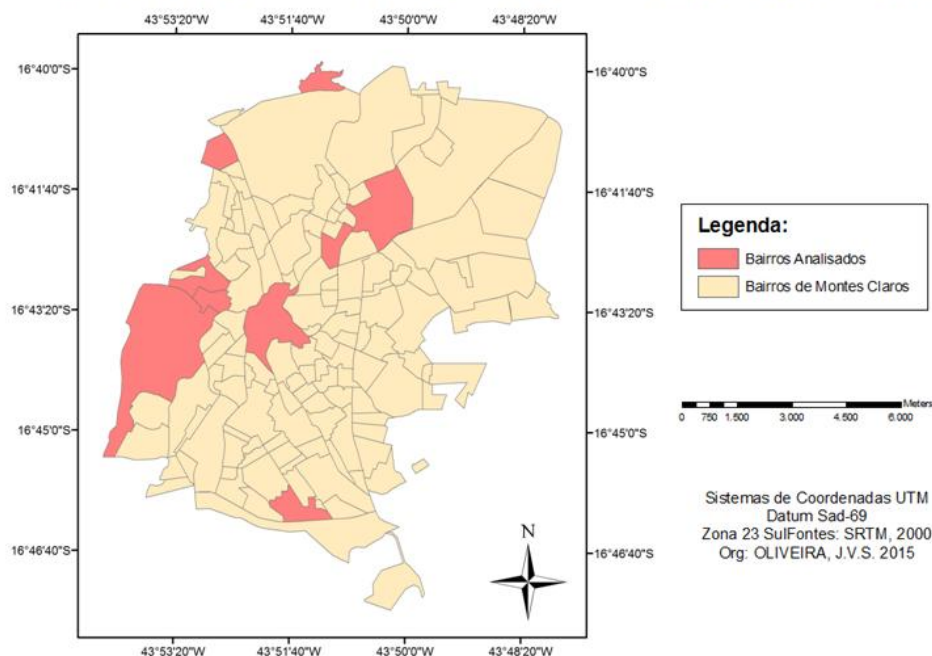 43°53'20"W 43°51'40"W 43°50'0"W 43°48'20"W
16°40'0"S 16°40'0"S
16°41'40"S 16°41'40"S
16°43'20"S 16°43'20"S
16°45'0"S 16°45'0"S
16°46'40"S 16°46'40"S
43°53'20"W 43°51'40"W 43°50'0"W 43°48'20"W
N
Legenda:
Bairros Analisados
Bairros de Montes Claros
Meters
0 750 1.500 3.000 4.500 6.000
Sistemas de Coordenadas UTM
Datum Sad-69
Zona 23 SulFontes: SRTM, 2000
Org: OLIVEIRA, J.V.S. 2015